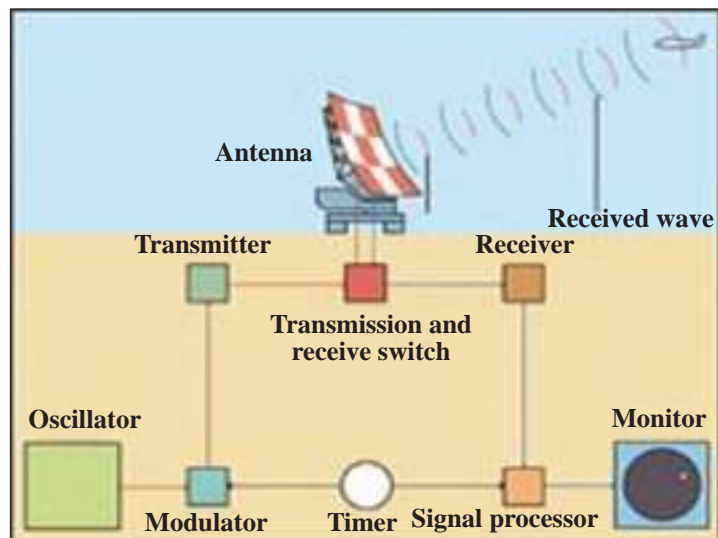 Antenna
Received wave
Transmitter
Receiver
Transmission and
receive switch
Oscillator
Monitor
Modulator
Timer
Signal processor